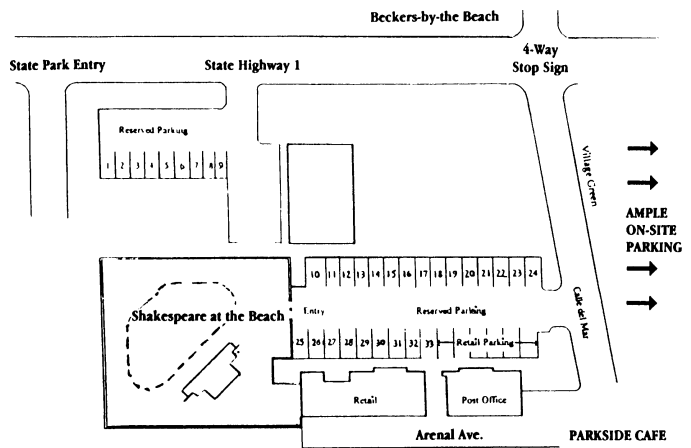 Beckers-by-the Beach
State Park Entry
State Highway 1
4-Way
Stop Sign
Reserved Parking
1 2 3 4 5 6 7 8 9
Village Green
AMPLE
ON-SITE
PARKING
10 11 12 13 14 15 16 17 18 19 20 21 22 23 24
Shakespeare at the Beach
Entry
Reserved Parking
Calle del Mar
25 26 27 28 29 30 31 32 33
Retail Parking
Retail
Post Office
Arenal Ave.
PARKSIDE CAFE